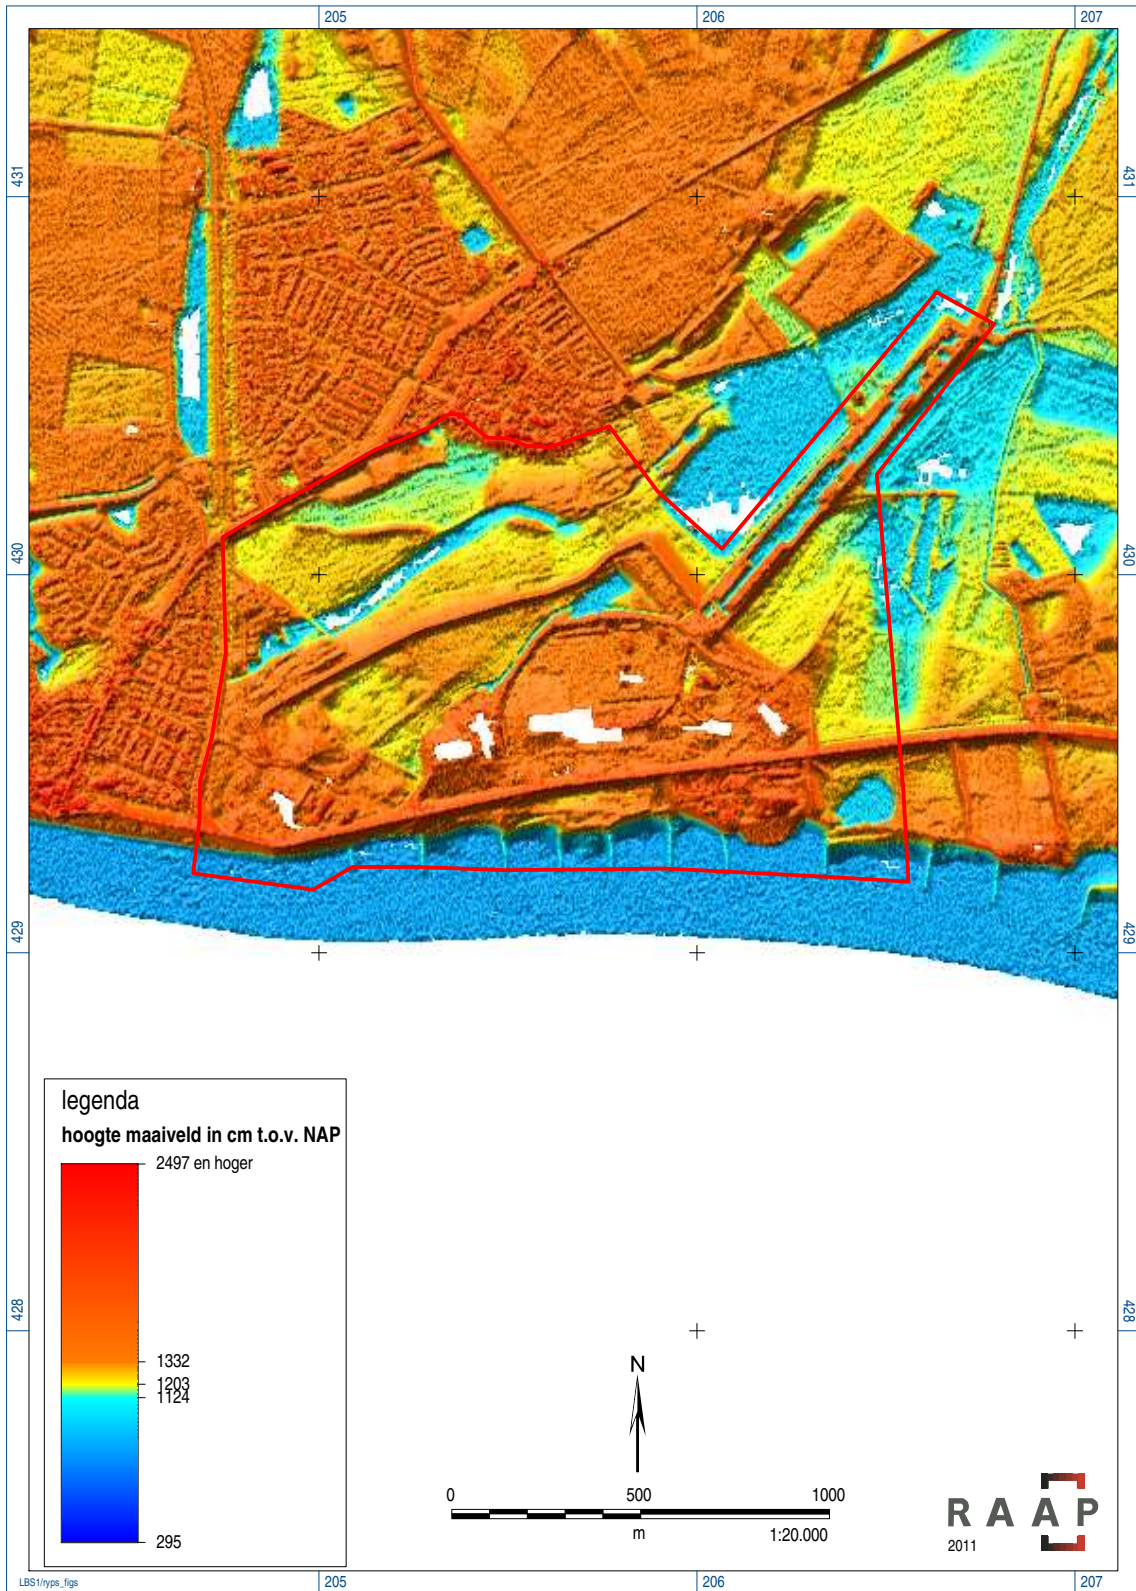 205 206 207
431 431
430 430
429 429
428 428
legenda
hoogte maaiveld in cm t.o.v. NAP
2497 en hoger
1332
1203
1124
295
N
0 500 1000
m 1:20.000
RAAP
2011
LBS1/ryps_figs
205 206 207